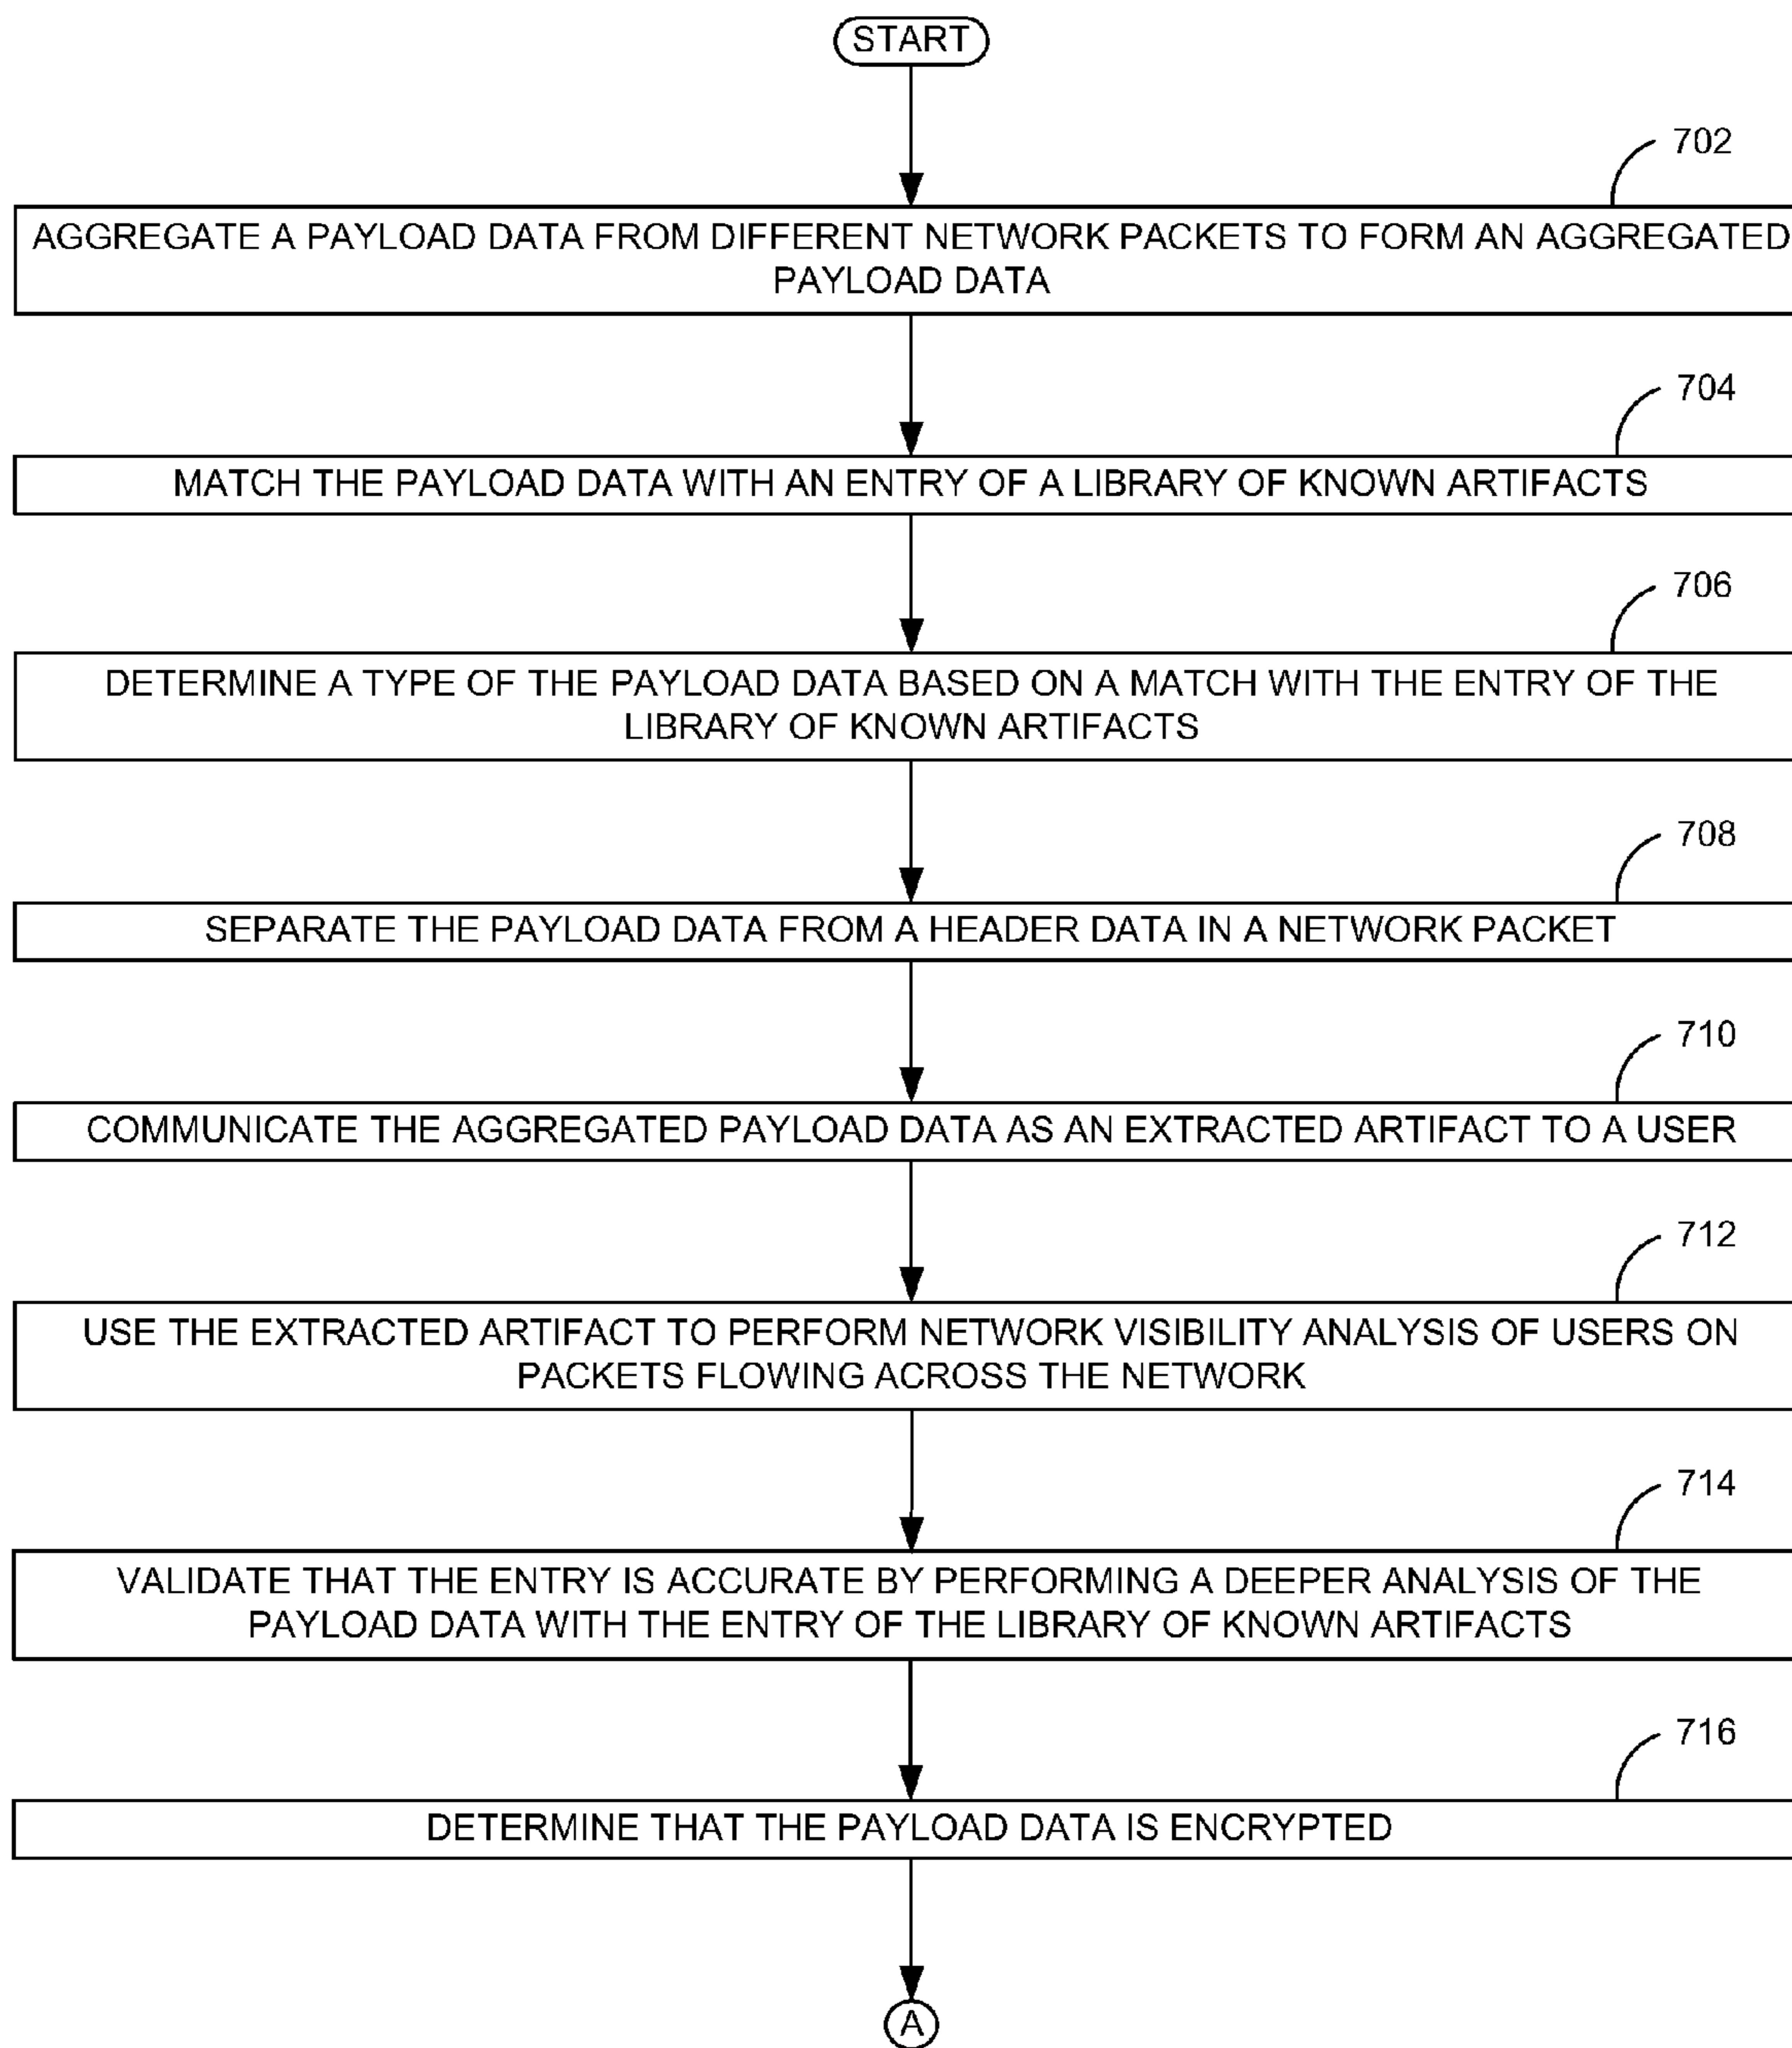 START
702
AGGREGATE A PAYLOAD DATA FROM DIFFERENT NETWORK PACKETS TO FORM AN AGGREGATED
PAYLOAD DATA
704
MATCH THE PAYLOAD DATA WITH AN ENTRY OF A LIBRARY OF KNOWN ARTIFACTS
706
DETERMINE A TYPE OF THE PAYLOAD DATA BASED ON A MATCH WITH THE ENTRY OF THE
LIBRARY OF KNOWN ARTIFACTS
708
SEPARATE THE PAYLOAD DATA FROM A HEADER DATA IN A NETWORK PACKET
710
COMMUNICATE THE AGGREGATED PAYLOAD DATA AS AN EXTRACTED ARTIFACT TO A USER
712
USE THE EXTRACTED ARTIFACT TO PERFORM NETWORK VISIBILITY ANALYSIS OF USERS ON
PACKETS FLOWING ACROSS THE NETWORK
714
VALIDATE THAT THE ENTRY IS ACCURATE BY PERFORMING A DEEPER ANALYSIS OF THE
PAYLOAD DATA WITH THE ENTRY OF THE LIBRARY OF KNOWN ARTIFACTS
716
DETERMINE THAT THE PAYLOAD DATA IS ENCRYPTED
A